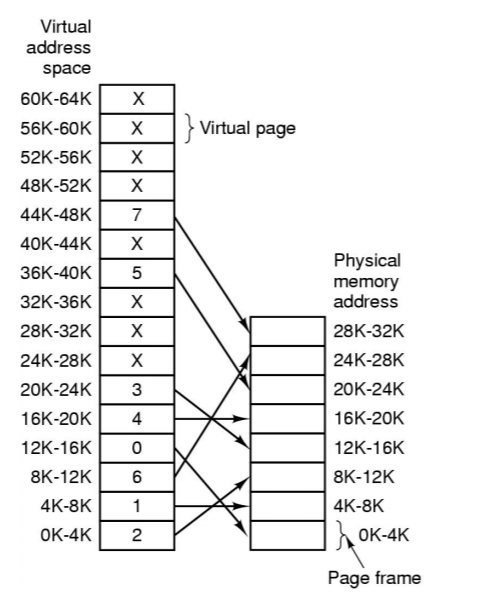 Virtual
address
space
60K-64K X
56K-60K X Virtual page
52K-56K X
48K-52K X
44K-48K 7
40K-44K X
36K-40K 5
32K-36K X
28K-32K X
24K-28K X
20K-24K 3
16K-20K 4
12K-16K 0
8K-12K 6
4K-8K 1
0K-4K 2
Physical
memory
address
28K-32K
24K-28K
20K-24K
16K-20K
12K-16K
8K-12K
4K-8K
0K-4K
Page frame